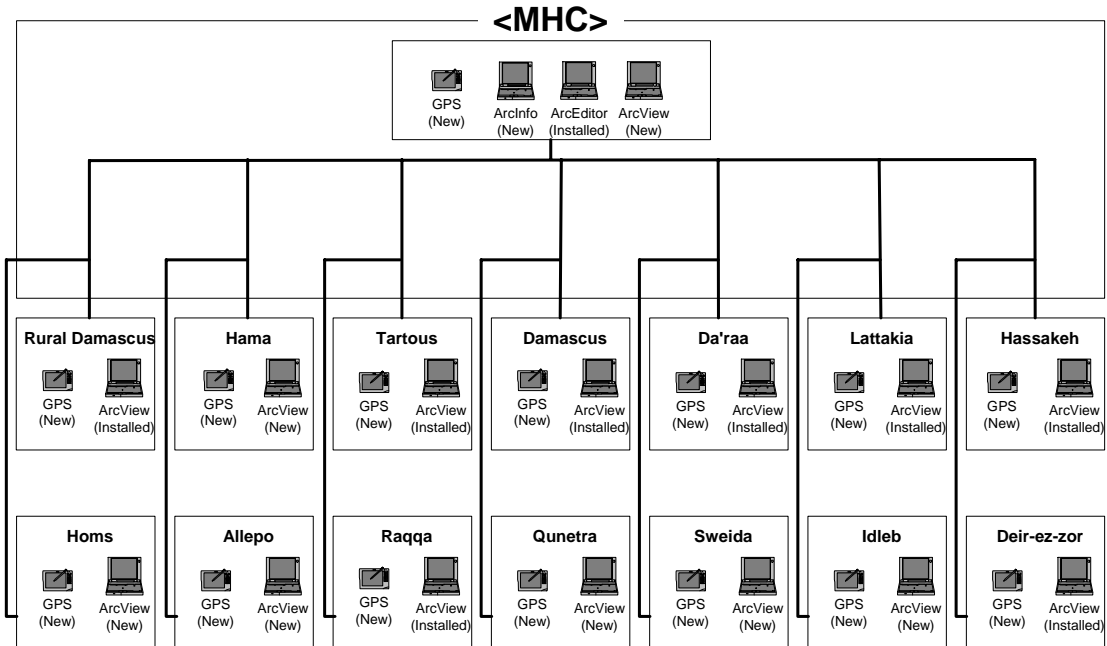 <MHC>
GPS
(New)
ArcInfo
(New)
ArcEditor
(Installed)
ArcView
(New)
Rural Damascus
GPS
(New)
ArcView
(Installed)
Hama
GPS
(New)
ArcView
(New)
Tartous
GPS
(New)
ArcView
(Installed)
Damascus
GPS
(New)
ArcView
(Installed)
Da'raa
GPS
(New)
ArcView
(Installed)
Lattakia
GPS
(New)
ArcView
(Installed)
Hassakeh
GPS
(New)
ArcView
(Installed)
Homs
GPS
(New)
ArcView
(New)
Allepo
GPS
(New)
ArcView
(New)
Raqqa
GPS
(New)
ArcView
(Installed)
Qunetra
GPS
(New)
ArcView
(New)
Sweida
GPS
(New)
ArcView
(New)
Idleb
GPS
(New)
ArcView
(New)
Deir-ez-zor
GPS
(New)
ArcView
(Installed)